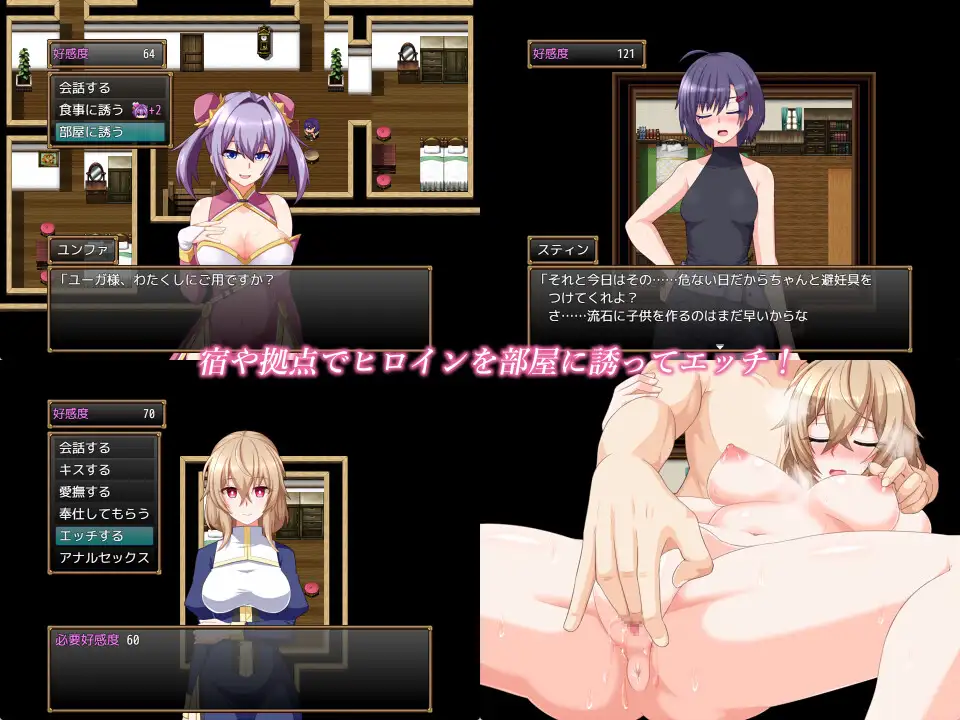 好感度 64
会話する
食事に誘う +2
部屋に誘う
ユンファ
「ユーガ様、わたくしにご用ですか？
好感度 121
スティン
「それと今日はその……危ない日だからちゃんと避妊具を
つけてくれよ？
さ……流石に子供を作るのはまだ早いからな
宿や拠点でヒロインを部屋に誘ってエッチ！
好感度 70
会話する
キスする
愛撫する
奉仕してもらう
エッチする
アナルセックス
必要好感度 60